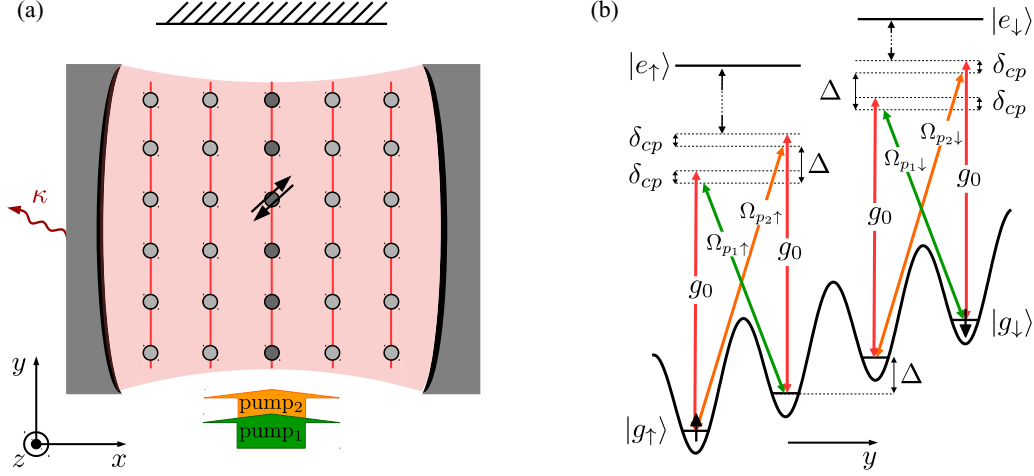 (a)
κ
y
z
x
pump₂
pump₁
(b)
|e↓⟩
|e↑⟩
δcp
Δ
δcp
δcp
Δ
δcp
Ωp₂↓
Ωp₁↓
g₀
g₀
Ωp₂↑
Ωp₁↑
g₀
g₀
|g↓⟩
Δ
|g↑⟩
y